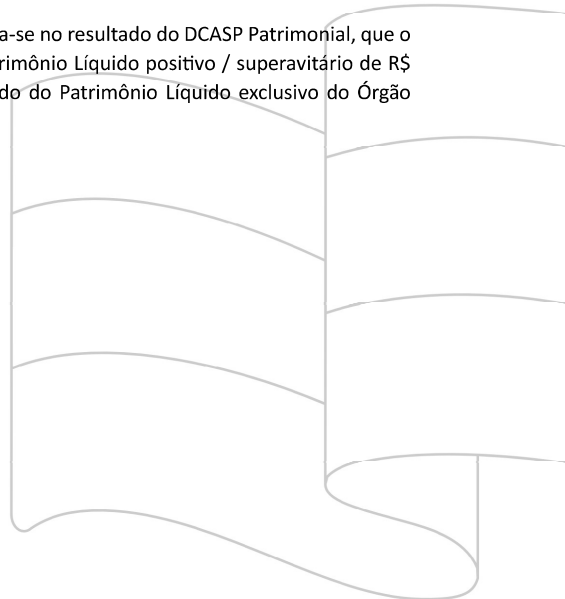 a-se no resultado do DCASP Patrimonial, que o
rimônio Líquido positivo / superavitário de R$
do do Patrimônio Líquido exclusivo do Órgão